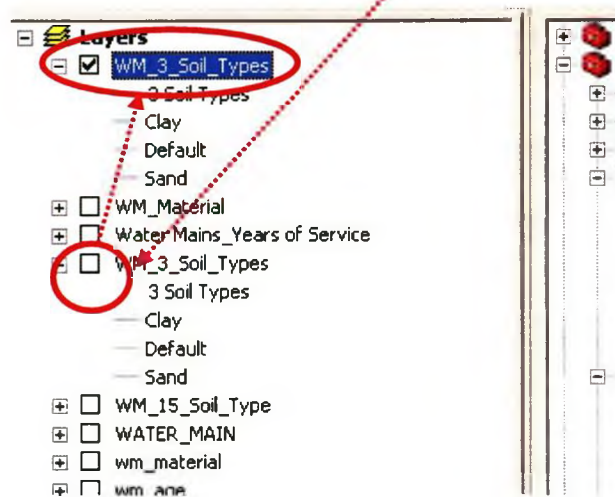 Layers
WM_3_Soil_Types
3 Soil Types
Clay
Default
Sand
WM_Material
Water Mains_Years of Service
WM_3_Soil_Types
3 Soil Types
Clay
Default
Sand
WM_15_Soil_Type
WATER_MAIN
wm_material
wm_age